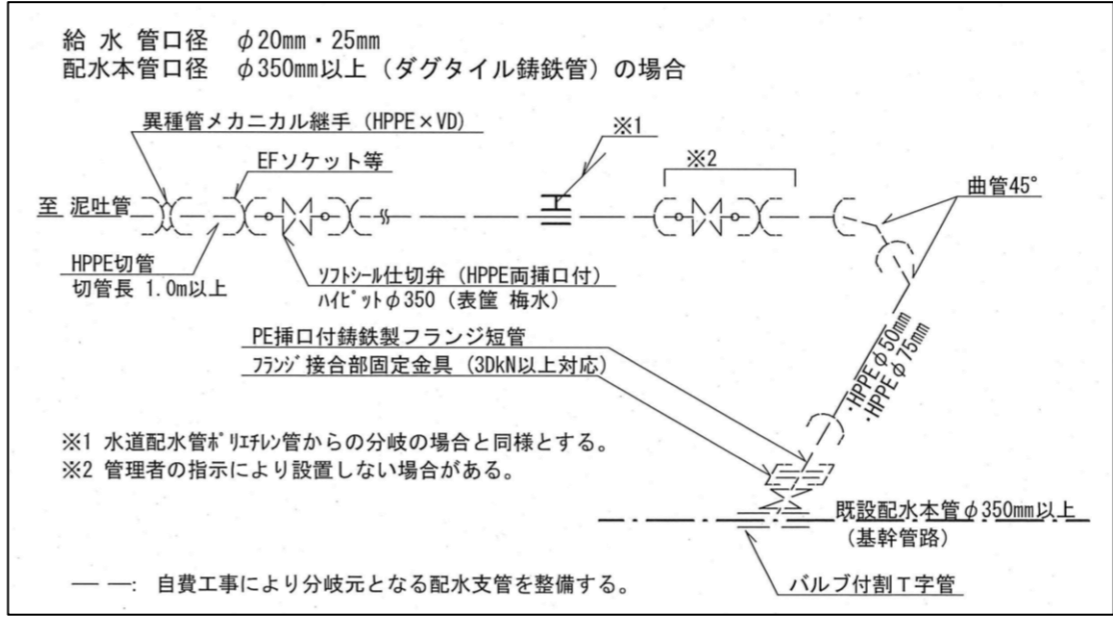 給 水 管口径　φ20mm・25mm
配水本管口径　φ350mm以上（ダグタイル鋳鉄管）の場合
異種管メカニカル継手（HPPE×VD）
※1
EFソケット等
※2
曲管45°
至 泥吐管
HPPE切管
切管長 1.0m以上
ｿﾌﾄｼｰﾙ仕切弁（HPPE両挿口付）
ﾊｲﾋﾟｯﾄφ350（表筐 梅水）
PE挿口付鋳鉄製フランジ短管
ﾌﾗﾝｼﾞ接合部固定金具（3DkN以上対応）
・HPPEφ50mm
・HPPEφ75mm
※1 水道配水管ﾎﾟﾘｴﾁﾚﾝ管からの分岐の場合と同様とする。
※2 管理者の指示により設置しない場合がある。
既設配水本管φ350mm以上
（基幹管路）
― ―: 自費工事により分岐元となる配水支管を整備する。
バルブ付割Ｔ字管